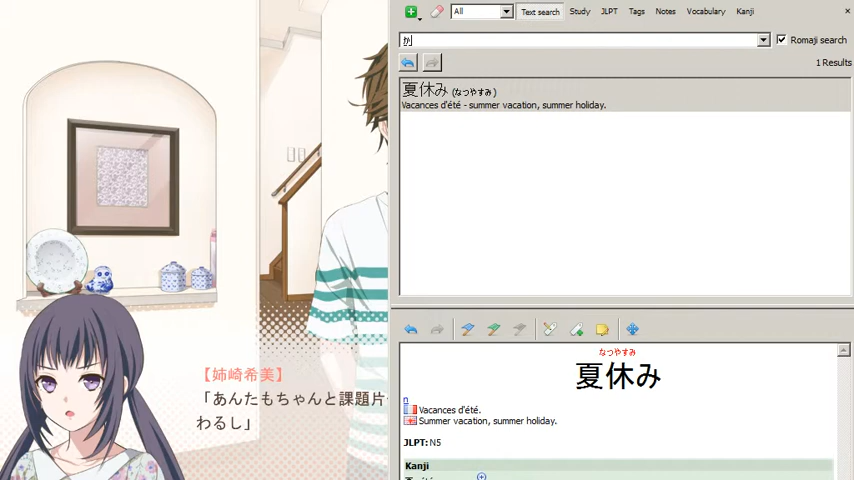 All
Text search
Study
JLPT
Tags
Notes
Vocabulary
Kanji
か
Romaji search
1 Results
夏休み (なつやすみ)
Vacances d'été - summer vacation, summer holiday.
【姉崎希美】
「あんたもちゃんと課題片
わるし」
なつやすみ
夏休み
n
Vacances d'été.
Summer vacation, summer holiday.
JLPT: N5
Kanji